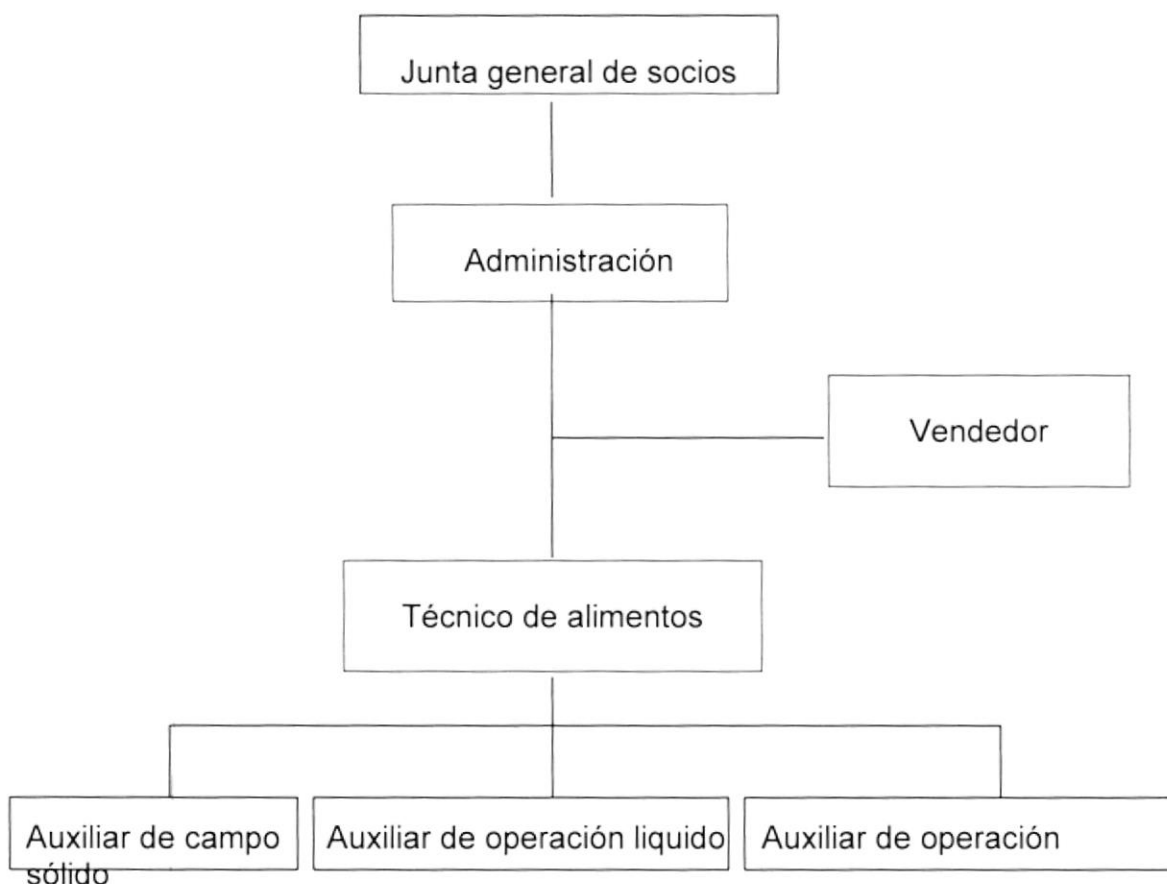 Junta general de socios
Administración
Vendedor
Técnico de alimentos
Auxiliar de campo
sólido
Auxiliar de operación liquido
Auxiliar de operación